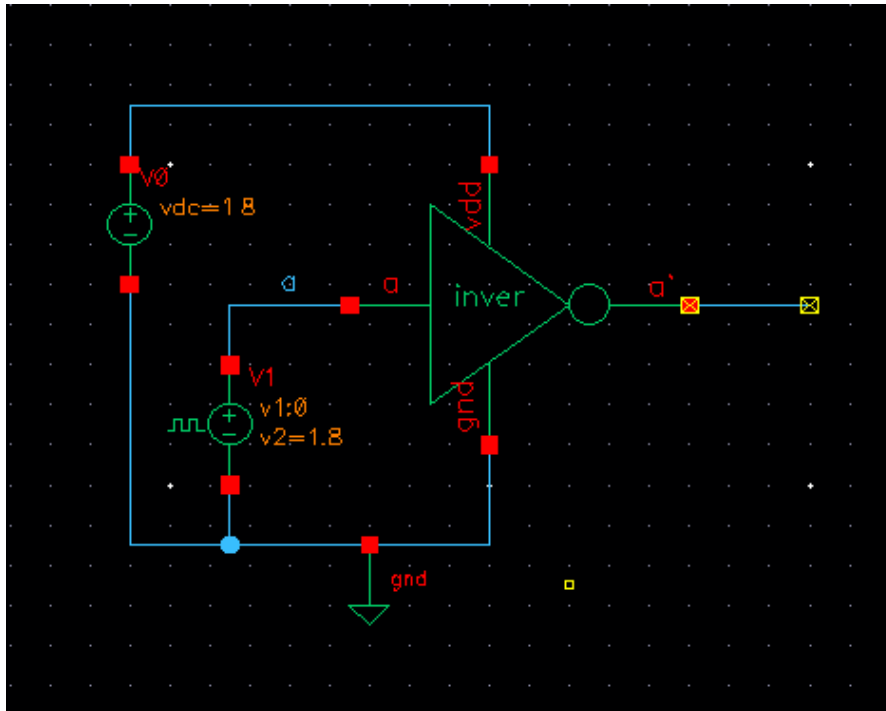 V0
vdc=1.8
vdd
a
a
inver
a'
V1
v1:0
v2=1.8
gnd
gnd